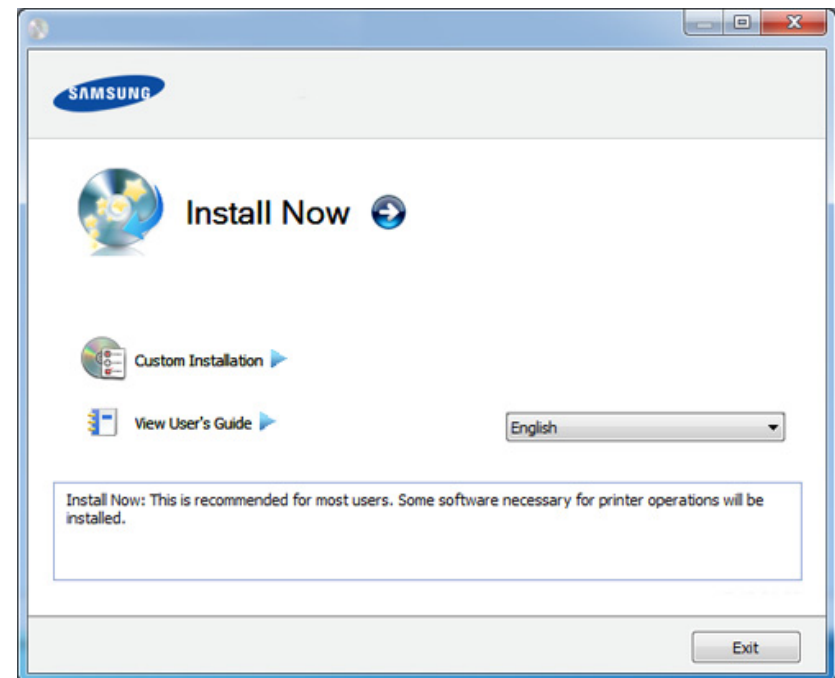 SAMSUNG
Install Now
Custom Installation
View User's Guide
English
Install Now: This is recommended for most users. Some software necessary for printer operations will be
installed.
Exit